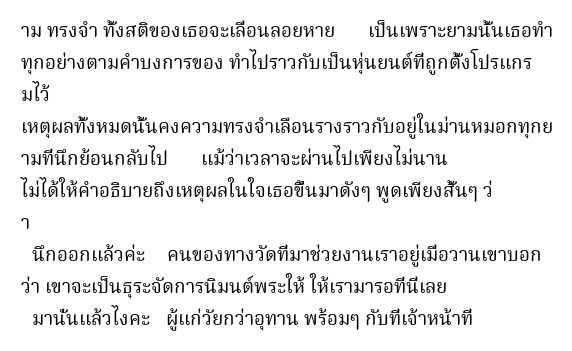 าม ทรงจำ ทั้งสติของเธอจะเลือนลอยหาย เป็นเพราะยามนั้นเธอทำ
ทุกอย่างตามคำบงการของ ทำไปราวกับเป็นหุ่นยนต์ที่ถูกตั้งโปรแกร
มไว้
เหตุผลทั้งหมดนั้นคงความทรงจำเลือนรางราวกับอยู่ในม่านหมอกทุกย
ามที่นึกย้อนกลับไป แม้ว่าเวลาจะผ่านไปเพียงไม่นาน
ไม่ได้ให้คำอธิบายถึงเหตุผลในใจเธอขึ้นมาดังๆ พูดเพียงสั้นๆ ว่
า
นึกออกแล้วค่ะ คนของทางวัดที่มาช่วยงานเราอยู่เมื่อวานเขาบอก
ว่า เขาจะเป็นธุระจัดการนิมนต์พระให้ ให้เรามารอที่นี่เลย
มานั่นแล้วไงคะ ผู้แก่วัยกว่าอุทาน พร้อมๆ กับที่เจ้าหน้าที่